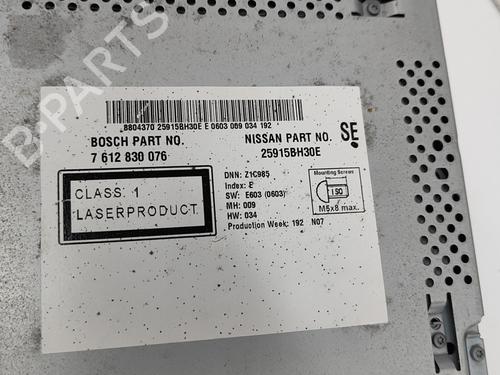 8804370 25915BH30E E 0603 009 034 192
BOSCH PART NO.
7 612 830 076
NISSAN PART NO.
25915BH30E
SE
CLASS: 1
LASERPRODUCT
DNN: Z1C985
Index: E
SW: E603 (0603)
MH: 009
HW: 034
Production Week: 192 N07
Mounting Screws
ISO
M5x8 max.
B-PARTS